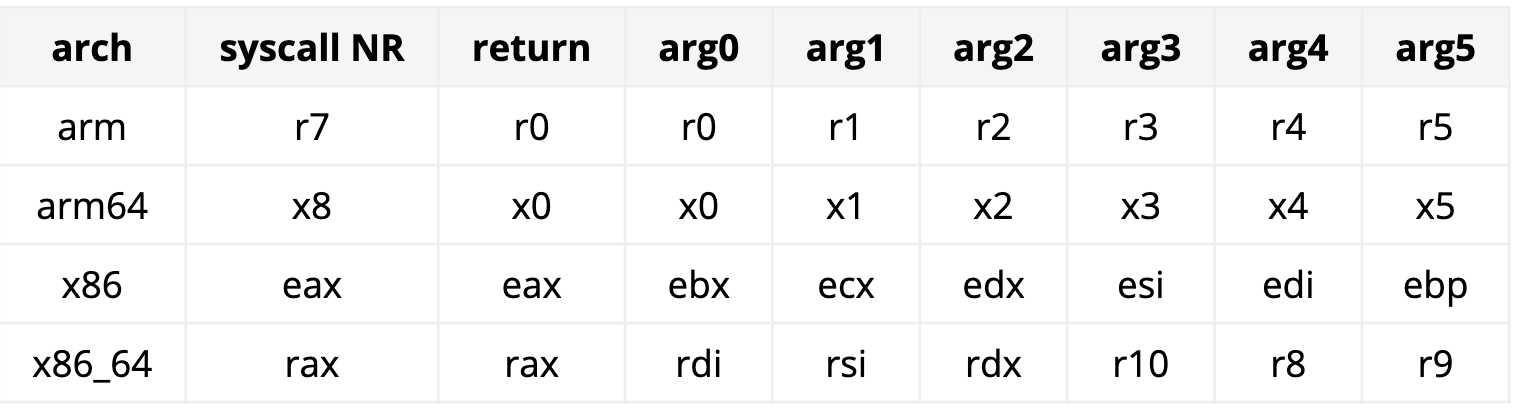 arch syscall NR return arg0 arg1 arg2 arg3 arg4 arg5
arm r7 r0 r0 r1 r2 r3 r4 r5
arm64 x8 x0 x0 x1 x2 x3 x4 x5
x86 eax eax ebx ecx edx esi edi ebp
x86_64 rax rax rdi rsi rdx r10 r8 r9